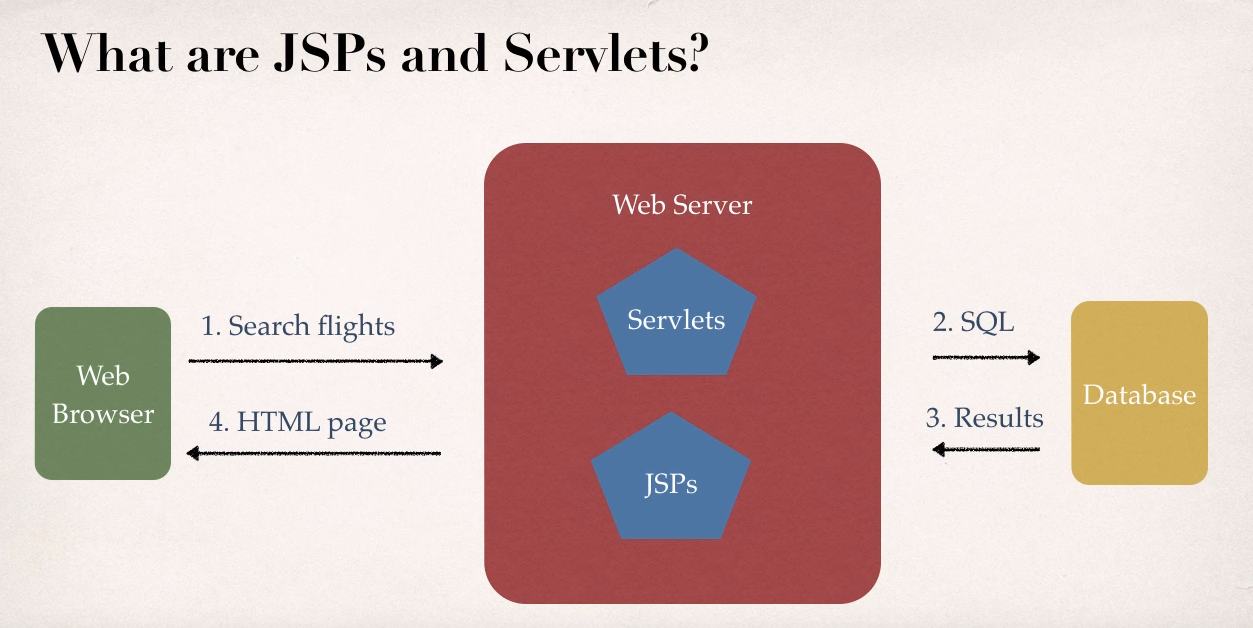 What are JSPs and Servlets?
Web Server
Servlets
JSPs
1. Search flights
4. HTML page
Web
Browser
2. SQL
3. Results
Database